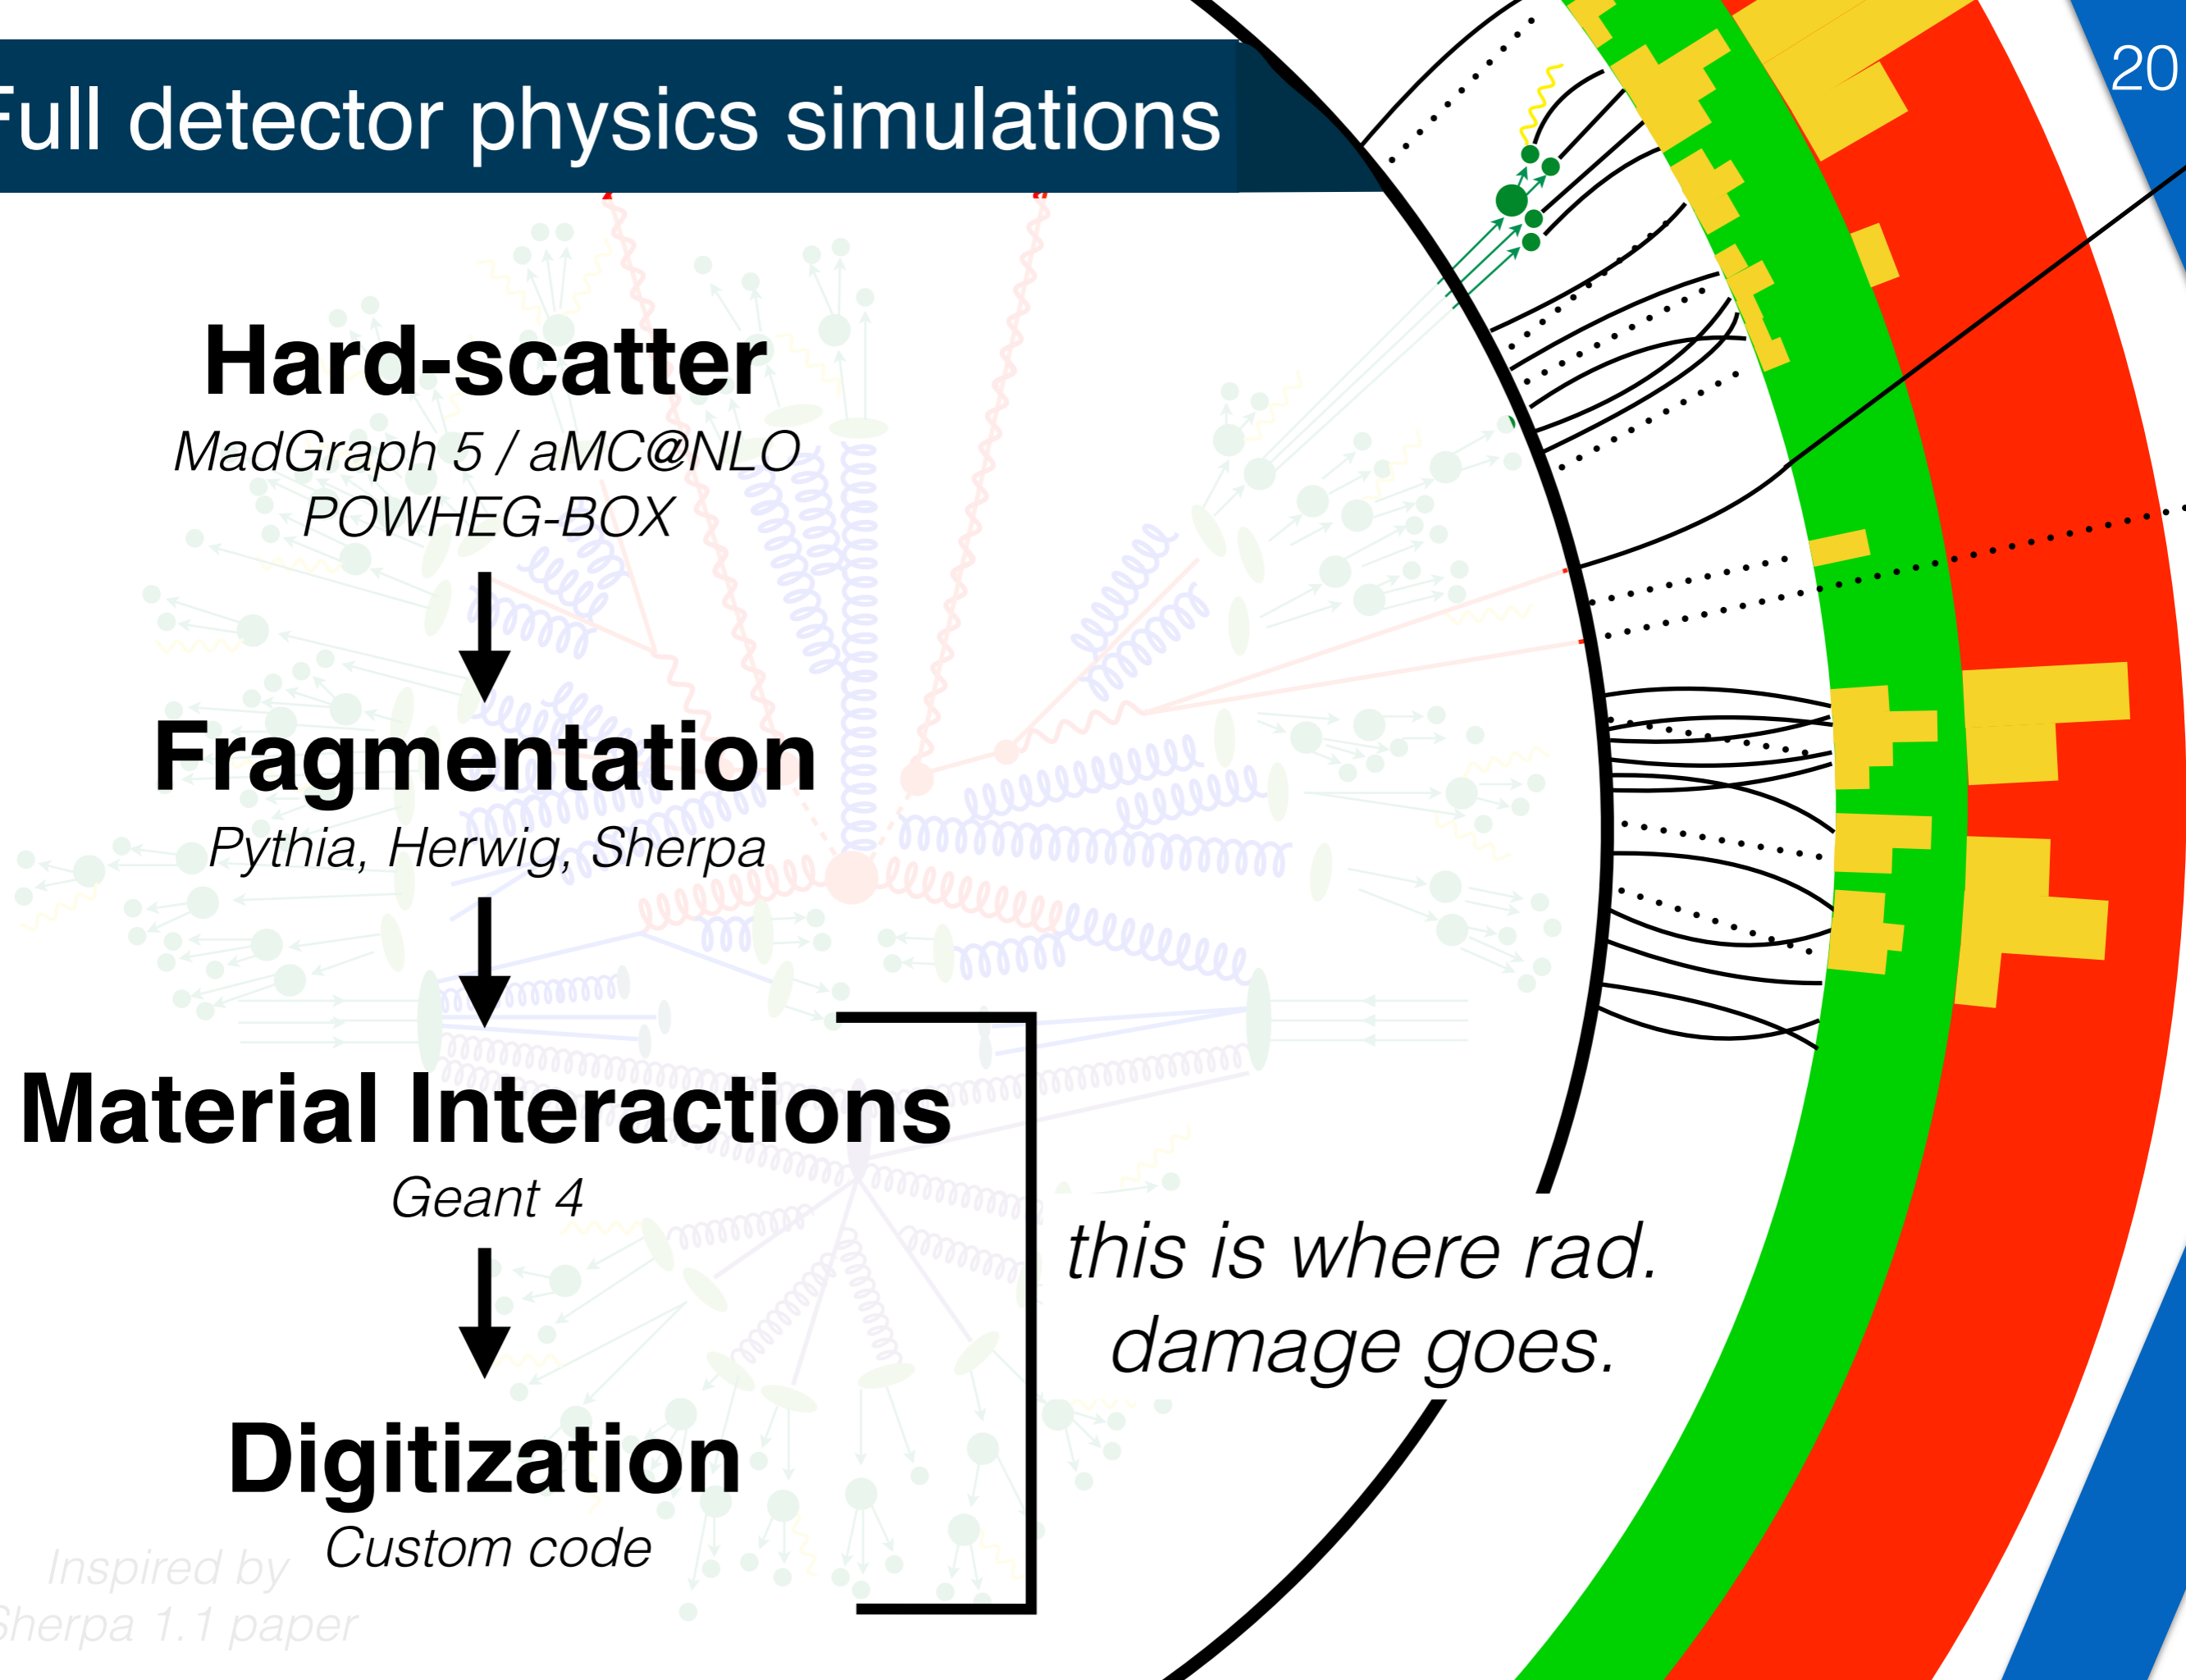 Full detector physics simulations
20
Hard-scatter
MadGraph 5 / aMC@NLO
POWHEG-BOX
Fragmentation
Pythia, Herwig, Sherpa
Material Interactions
Geant 4
this is where rad.
damage goes.
Digitization
Custom code
Inspired by
Sherpa 1.1 paper